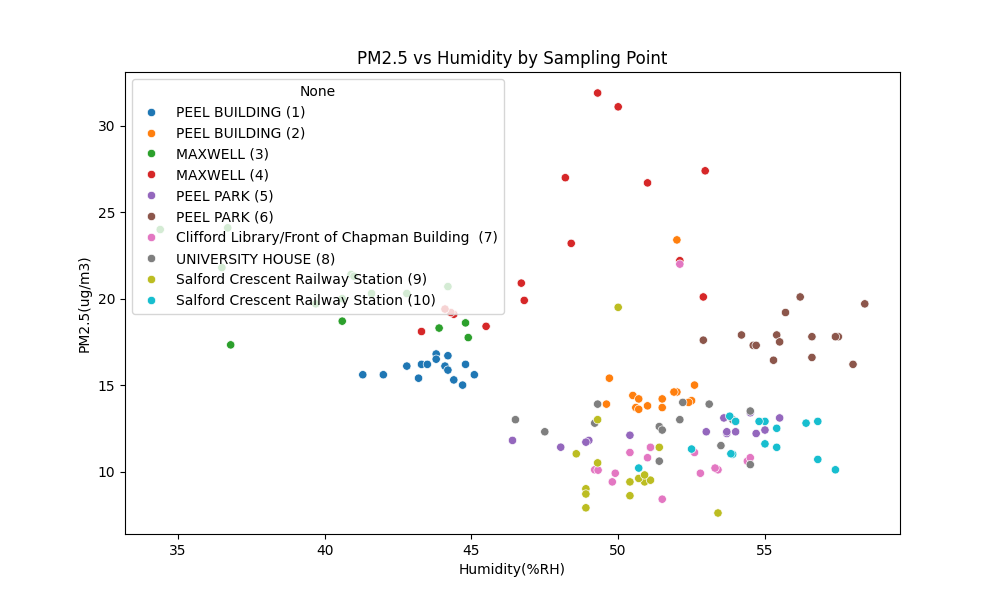 PM2.5 vs Humidity by Sampling Point
None
PEEL BUILDING (1)
PEEL BUILDING (2)
MAXWELL (3)
MAXWELL (4)
PEEL PARK (5)
PEEL PARK (6)
Clifford Library/Front of Chapman Building  (7)
UNIVERSITY HOUSE (8)
Salford Crescent Railway Station (9)
Salford Crescent Railway Station (10)
PM2.5(ug/m3)
30
25
20
15
10
35 40 45 50 55
Humidity(%RH)